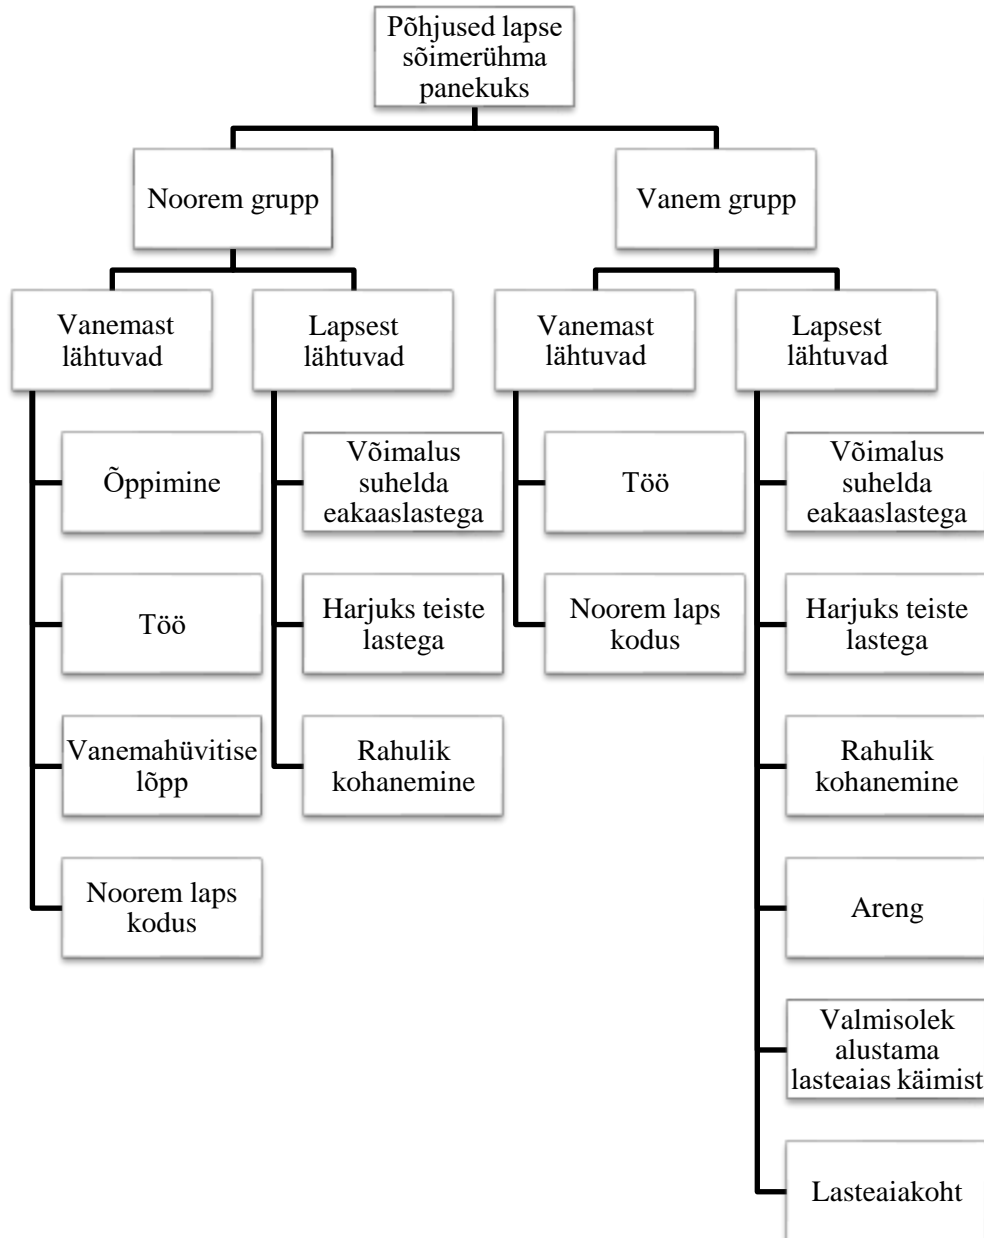 Põhjused lapse
sõimerühma
panekuks
Noorem grupp
Vanem grupp
Vanemast
lähtuvad
Lapsest
lähtuvad
Vanemast
lähtuvad
Lapsest
lähtuvad
Õppimine
Võimalus
suhelda
eakaaslastega
Töö
Võimalus
suhelda
eakaaslastega
Töö
Harjuks teiste
lastega
Noorem laps
kodus
Harjuks teiste
lastega
Vanemahüvitise
lõpp
Rahulik
kohanemine
Rahulik
kohanemine
Noorem laps
kodus
Areng
Valmisolek
alustama
lasteaias käimist
Lasteaiakoht